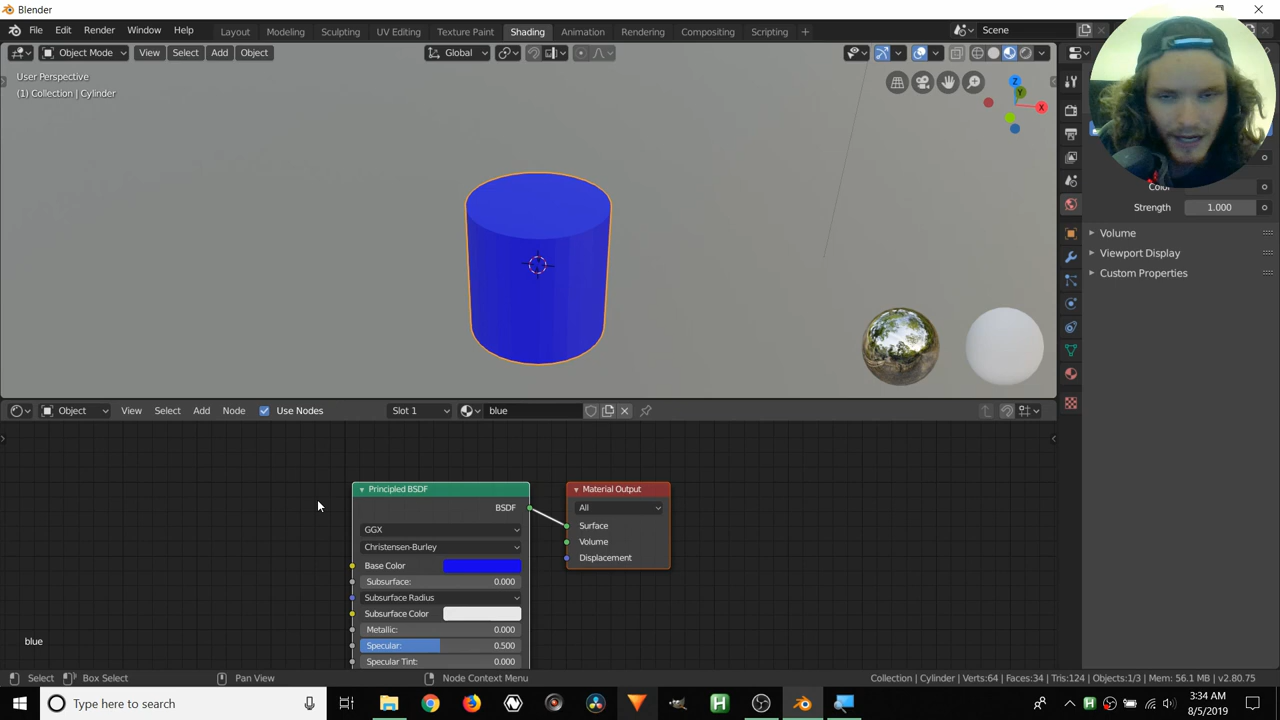 Blender
File Edit Render Window Help Layout Modeling Sculpting UV Editing Texture Paint Shading Animation Rendering Compositing Scripting + Scene
Object Mode View Select Add Object Global
User Perspective
(1) Collection | Cylinder
Z
Y
X
Color
Strength 1.000
Volume
Viewport Display
Custom Properties
Object View Select Add Node Use Nodes Slot 1 blue
Principled BSDF
BSDF
GGX
Christensen-Burley
Base Color
Subsurface: 0.000
Subsurface Radius
Subsurface Color
Metallic: 0.000
Specular: 0.500
Specular Tint: 0.000
Material Output
All
Surface
Volume
Displacement
blue
Select Box Select Pan View Node Context Menu Collection | Cylinder | Verts:64 | Faces:34 | Tris:124 | Objects:1/3 | Mem: 56.1 MB | v2.80.75
Type here to search
3:34 AM
8/5/2019